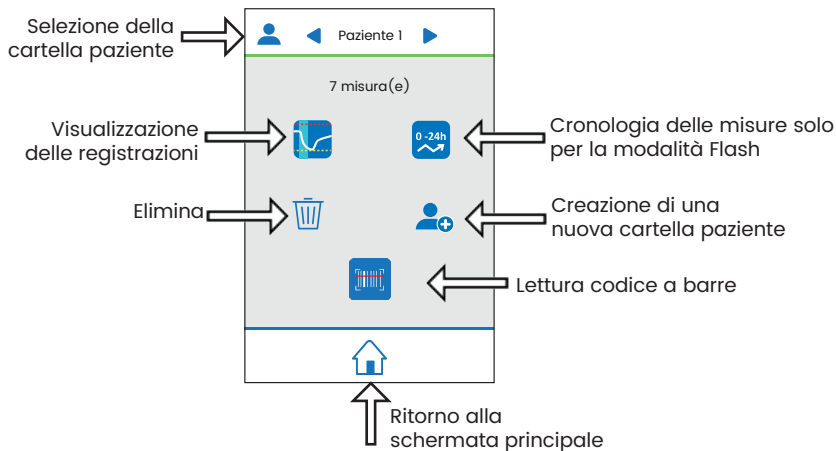 Selezione della
cartella paziente
Paziente 1
7 misura(e)
Visualizzazione
delle registrazioni
0 -24h
Cronologia delle misure solo
per la modalità Flash
Elimina
Creazione di una
nuova cartella paziente
Lettura codice a barre
Ritorno alla
schermata principale